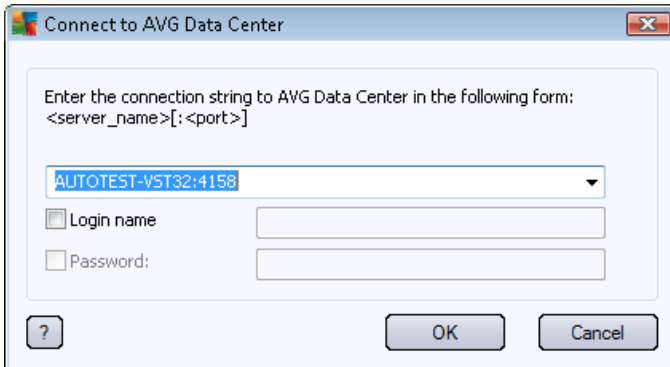 Connect to AVG Data Center
Enter the connection string to AVG Data Center in the following form:
<server_name>[:<port>]
AUTOTEST-VST32:4158
Login name
Password:
?
OK
Cancel